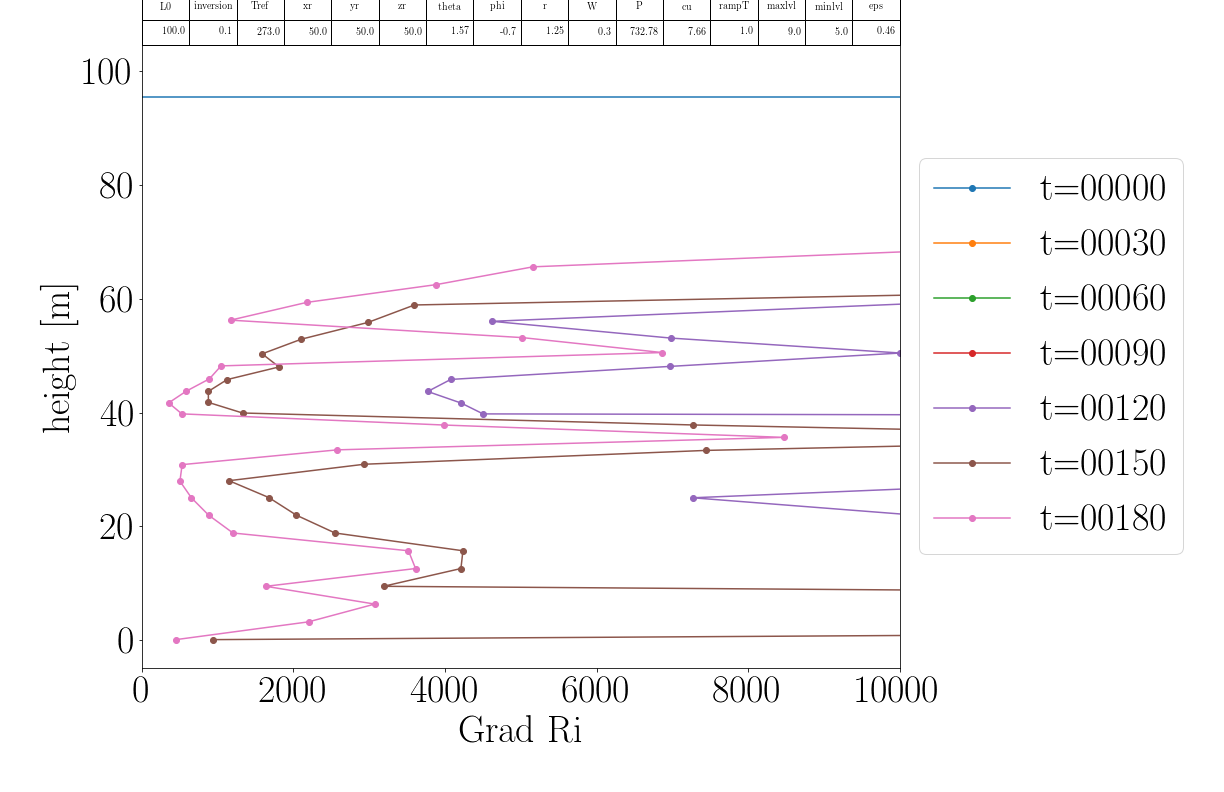 L0 inversion Tref xr yr zr theta phi r W P cu rampT maxlvl minlvl eps
100.0 0.1 273.0 50.0 50.0 50.0 1.57 -0.7 1.25 0.3 732.78 7.66 1.0 9.0 5.0 0.46
100
80
60
40
20
0
height [m]
0 2000 4000 6000 8000 10000
Grad Ri
t=00000
t=00030
t=00060
t=00090
t=00120
t=00150
t=00180